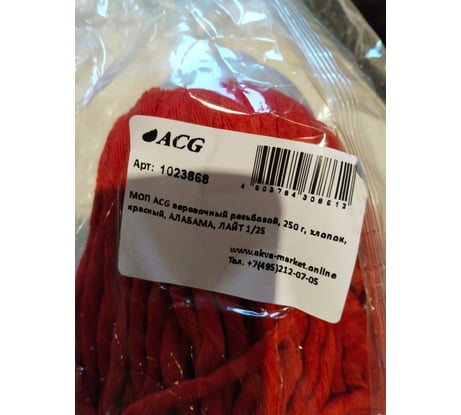 ACG
Арт: 1023868
4 603784 308612
МОП ACG веревочный резьбовой, 250 г, хлопок,
красный, АЛАБАМА, ЛАЙТ 1/25
www.akva-market.online
Тел. +7(495)212-07-05